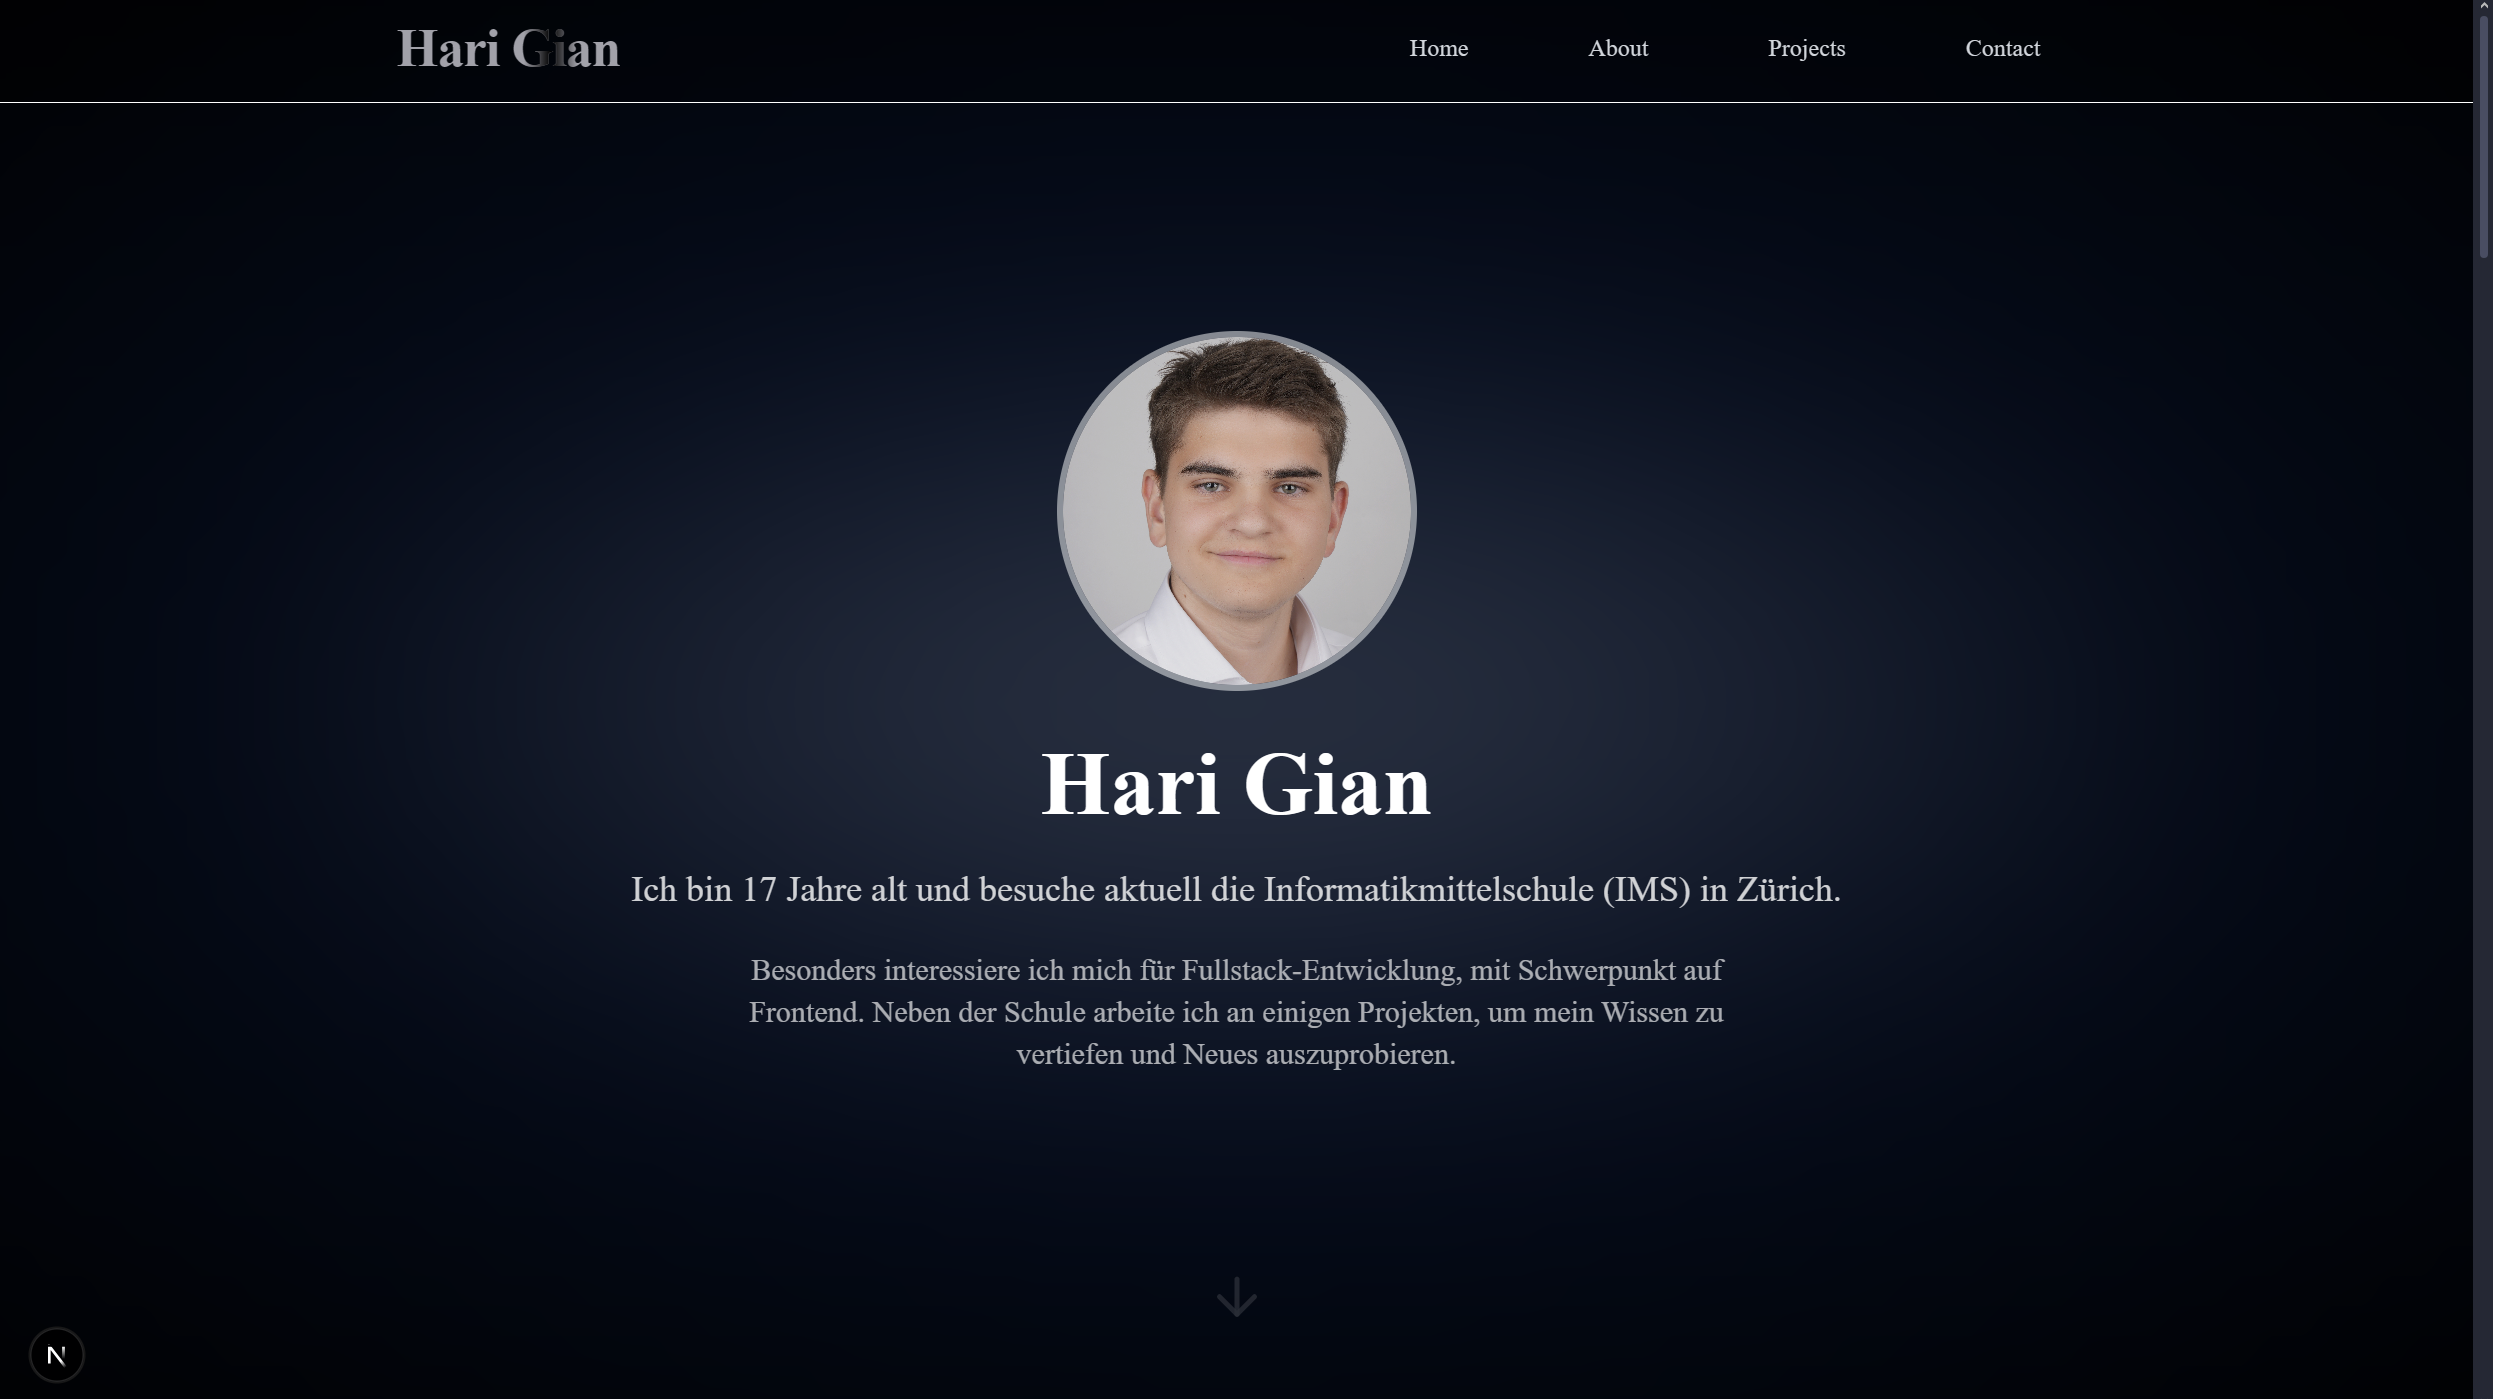 Hari Gian
Home
About
Projects
Contact
Hari Gian
Ich bin 17 Jahre alt und besuche aktuell die Informatikmittelschule (IMS) in Zürich.
Besonders interessiere ich mich für Fullstack-Entwicklung, mit Schwerpunkt auf
Frontend. Neben der Schule arbeite ich an einigen Projekten, um mein Wissen zu
vertiefen und Neues auszuprobieren.
N